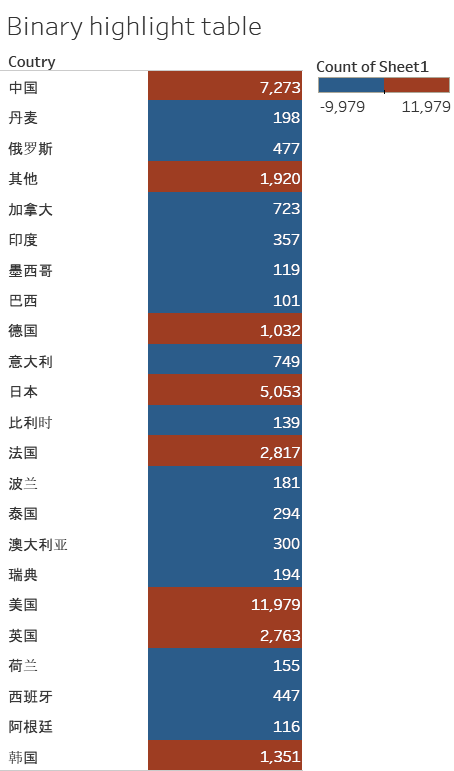 Binary highlight table
Coutry
Count of Sheet1
-9,979 11,979
中国 7,273
丹麦 198
俄罗斯 477
其他 1,920
加拿大 723
印度 357
墨西哥 119
巴西 101
德国 1,032
意大利 749
日本 5,053
比利时 139
法国 2,817
波兰 181
泰国 294
澳大利亚 300
瑞典 194
美国 11,979
英国 2,763
荷兰 155
西班牙 447
阿根廷 116
韩国 1,351